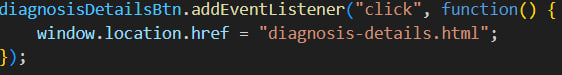 diagnosisDetailsBtn.addEventListener("click", function() {
    window.location.href = "diagnosis-details.html";
});